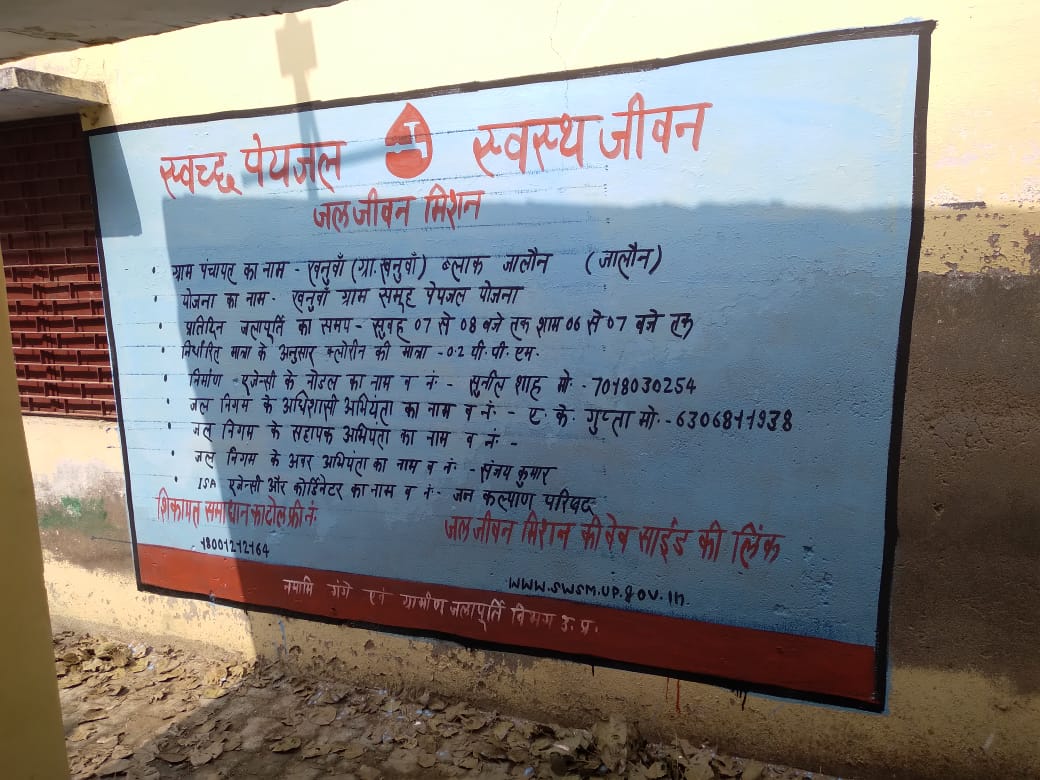 स्वच्छ पेयजल स्वस्थ जीवन
जल जीवन मिशन
• ग्राम पंचायत का नाम - खनुवाँ (ग्रा. खनुवाँ) ब्लाक जालौन (जालौन)
• योजना का नाम - खनुवाँ ग्राम समूह पेयजल योजना
• प्रतिदिन जलापूर्ति का समय - सुवह 07 से 08 बजे तक शाम 06 से 07 बजे तक
• निर्धारित मात्रा के अनुसार क्लोरीन की मात्रा - 0.2 पी. पी. एम.
• निर्माण एजेन्सी के नोडल का नाम व नं॰ - सुनील शाह मो॰ - 7018030254
• जल निगम के अधिशासी अभियंता का नाम व नं॰ - ए के. गुप्ता मो॰ - 6306811938
• जल निगम के सहायक अभियंता का नाम व नं॰ -
• जल निगम के अवर अभियंता का नाम व नं॰ - संजय कुमार
• ISA एजेन्सी और कोर्डिनेटर का नाम व नं॰ जन कल्याण परिषद
शिकायत समाधान का टोल फ्री नं॰
18001212164
जल जीवन मिशन की वेब साईड की लिंक
www.swsm.up.gov.in
नमामि गंगे एवं ग्रामीण जलापूर्ति विभाग उ. प्र.